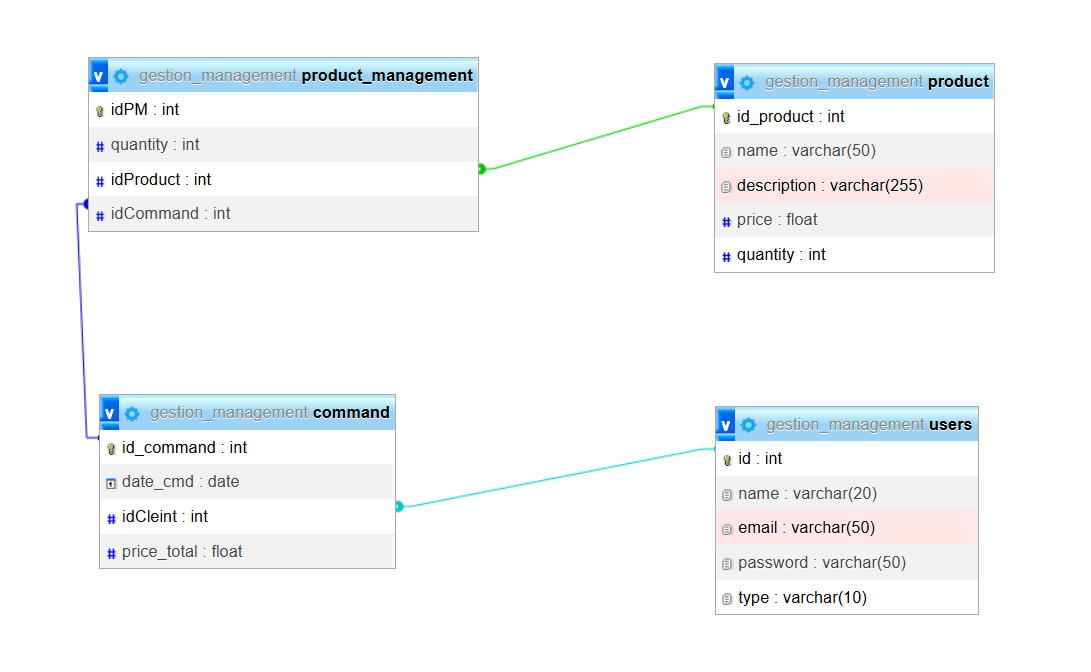 v gestion_management product_management
idPM : int
# quantity : int
# idProduct : int
# idCommand : int
v gestion_management product
id_product : int
name : varchar(50)
description : varchar(255)
# price : float
# quantity : int
v gestion_management command
id_command : int
date_cmd : date
# idCleint : int
# price_total : float
v gestion_management users
id : int
name : varchar(20)
email : varchar(50)
password : varchar(50)
type : varchar(10)